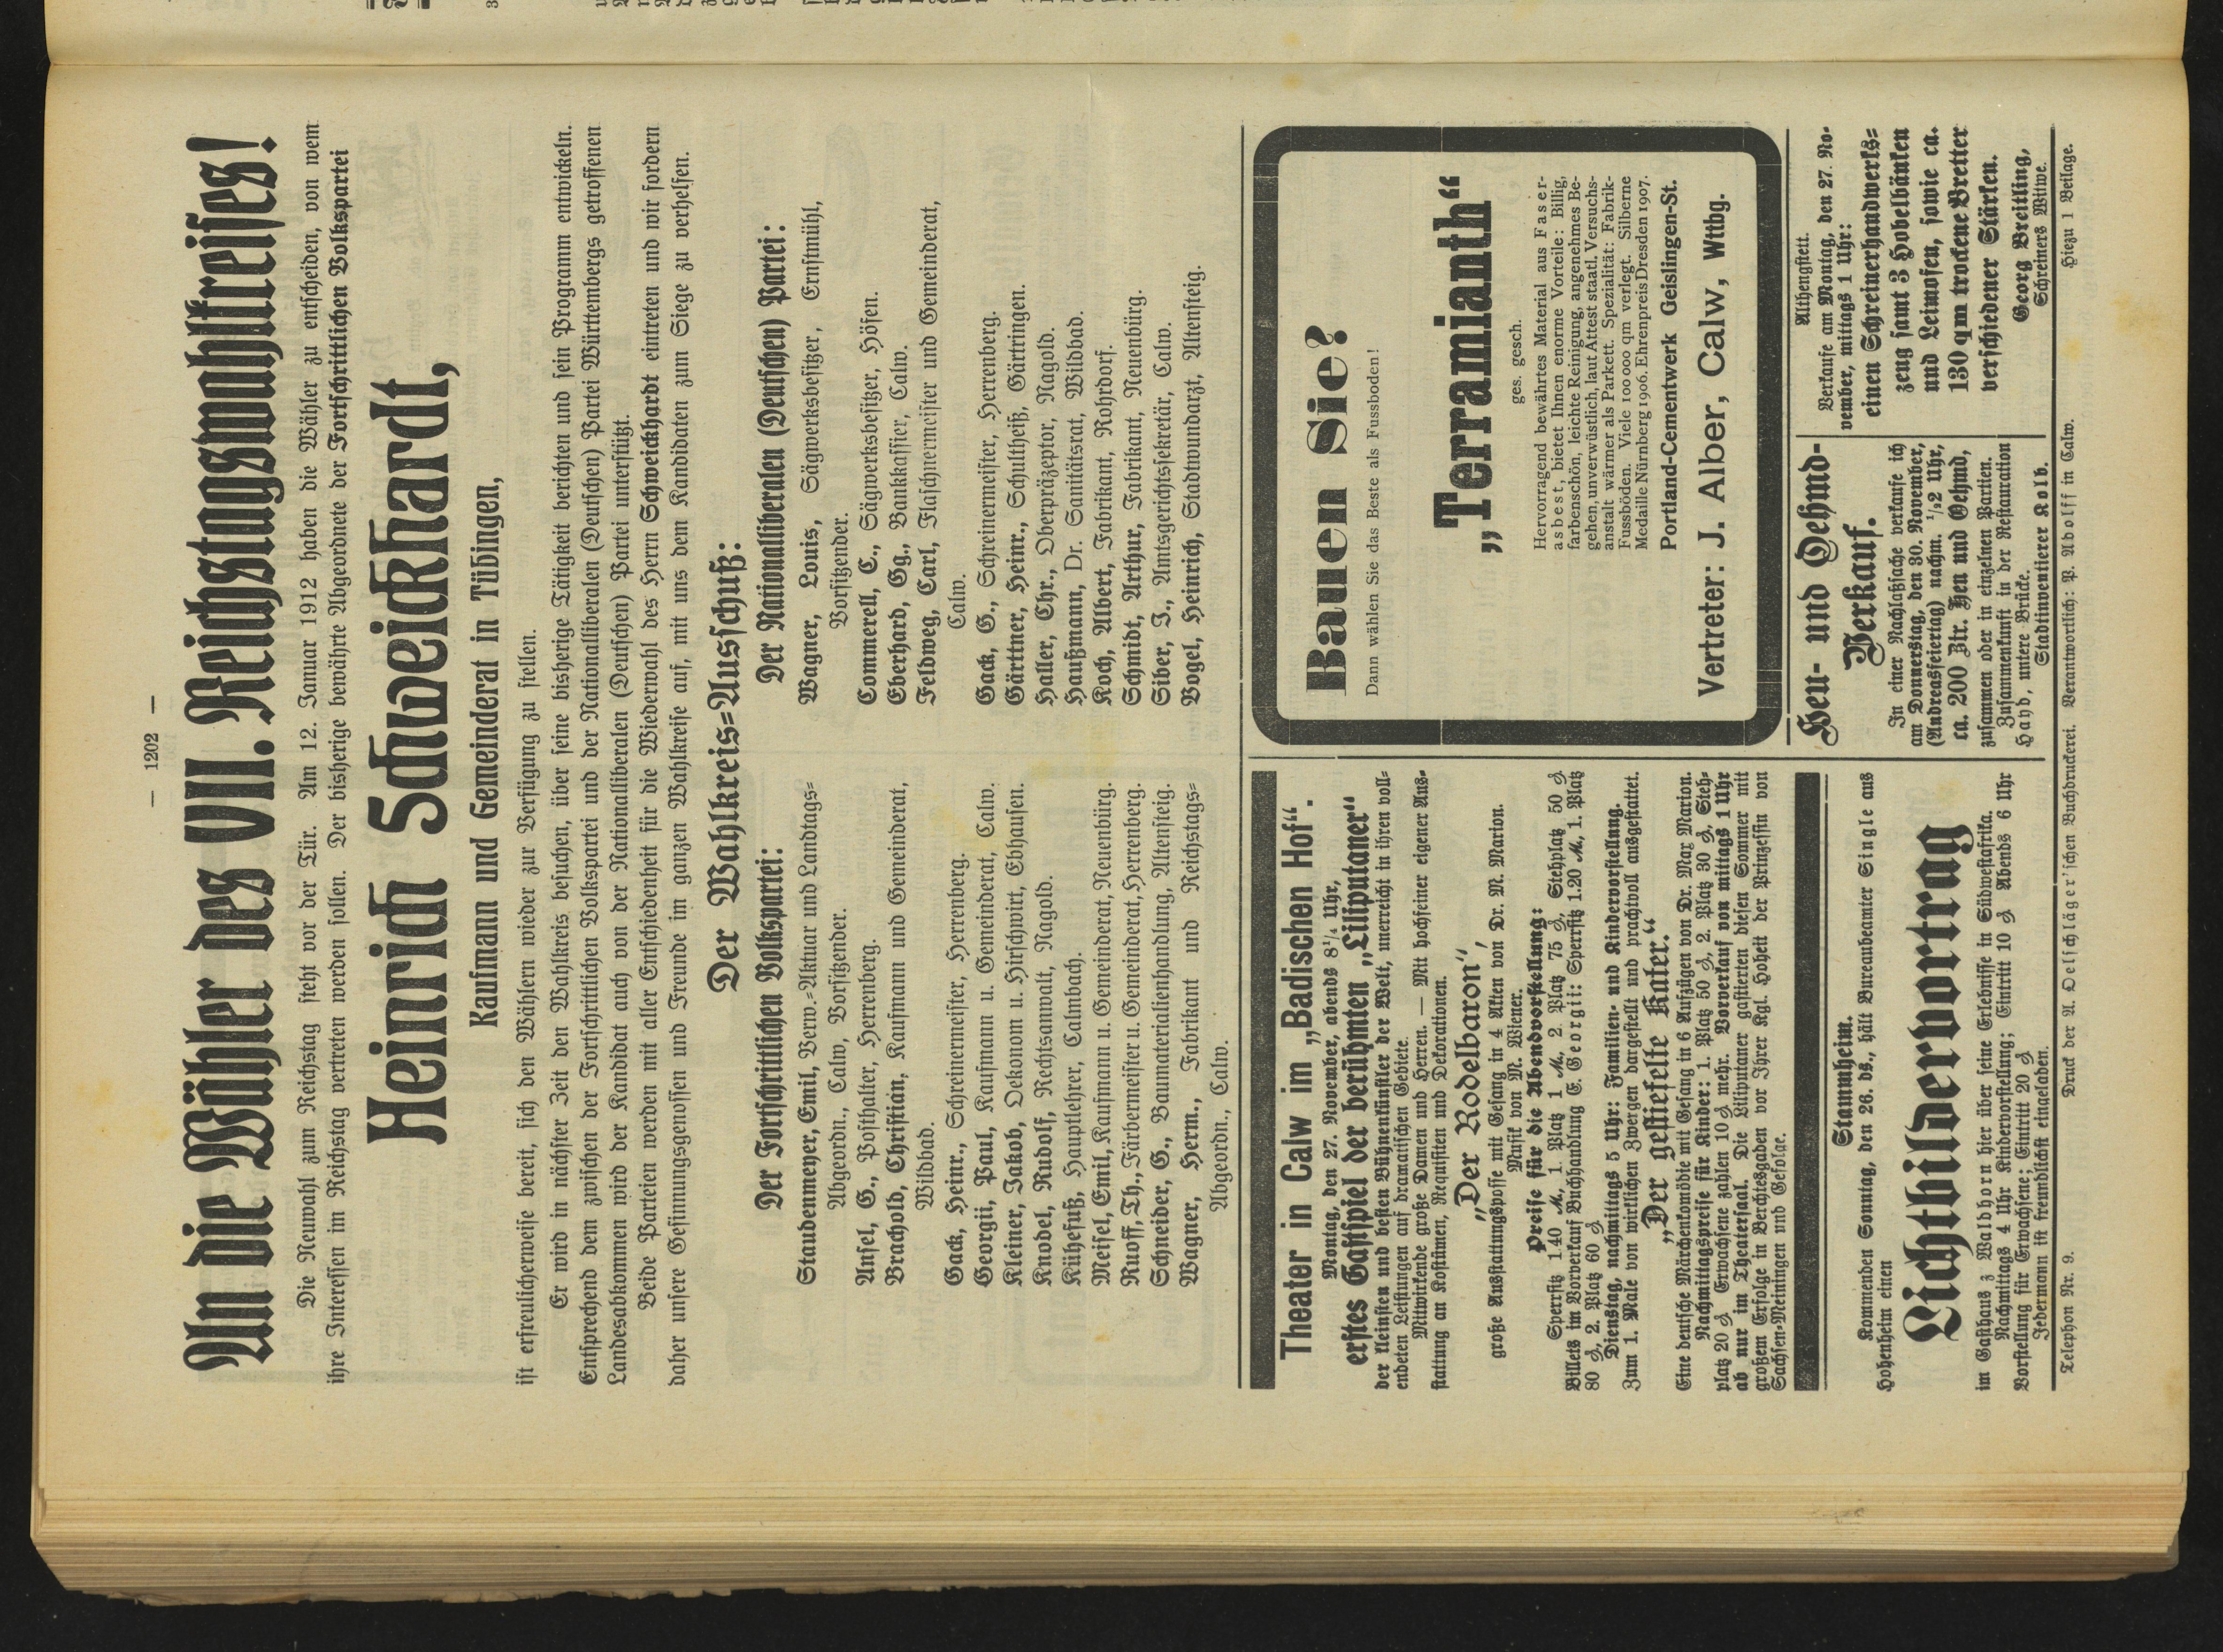 — 1202 —
An die Wähler des VII. Reichstagswahlkreises!
Die Neuwahl zum Reichstag steht vor der Tür. Am 12. Januar 1912 haben die Wähler zu entscheiden, von wem
ihre Interessen im Reichstag vertreten werden sollen. Der bisherige bewährte Abgeordnete der Fortschrittlichen Volkspartei
Heinrich Schweickhardt,
Kaufmann und Gemeinderat in Tübingen,
ist erfreulicherweise bereit, sich den Wählern wieder zur Verfügung zu stellen.
Er wird in nächster Zeit den Wahlkreis besuchen, über seine bisherige Tätigkeit berichten und sein Programm entwickeln.
Entsprechend dem zwischen der Fortschrittlichen Volkspartei und der Nationalliberalen (Deutschen) Partei Württembergs getroffenen
Landesabkommen wird der Kandidat auch von der Nationalliberalen (Deutschen) Partei unterstützt.
Beide Parteien werden mit aller Entschiedenheit für die Wiederwahl des Herrn Schweickhardt eintreten und wir fordern
daher unsere Gesinnungsgenossen und Freunde im ganzen Wahlkreise auf, mit uns dem Kandidaten zum Siege zu verhelfen.
Der Wahlkreis=Ausschuß:
Der Fortschrittlichen Volkspartei:
Staudenmeyer, Emil, Verw.=Aktuar und Landtags=
Abgeordn., Calw, Vorsitzender.
Ansel, G., Posthalter, Herrenberg.
Brachold, Christian, Kaufmann und Gemeinderat,
Wildbad.
Gack, Heinr., Schreinermeister, Herrenberg.
Georgii, Paul, Kaufmann u. Gemeinderat, Calw.
Kleiner, Jakob, Oekonom u. Hirschwirt, Ebhausen.
Knodel, Rudolf, Rechtsanwalt, Nagold.
Kühefuß, Hauptlehrer, Calmbach.
Meisel, Emil, Kaufmann u. Gemeinderat, Neuenbürg.
Ruoff, Th., Färbermeister u. Gemeinderat, Herrenberg.
Schneider, G., Baumaterialienhandlung, Altensteig.
Wagner, Herm., Fabrikant und Reichstags=
Abgeordn., Calw.
Der Nationalliberalen (Deutschen) Partei:
Wagner, Louis, Sägwerksbesitzer, Ernstmühl,
Vorsitzender.
Commerell, C., Sägwerksbesitzer, Höfen.
Eberhard, Gg., Bankkassier, Calw.
Feldweg, Carl, Flaschnermeister und Gemeinderat,
Calw.
Gack, G., Schreinermeister, Herrenberg.
Gärttner, Heinr., Schultheiß, Gärtringen.
Haller, Chr., Oberpräzeptor, Nagold.
Haußmann, Dr. Sanitätsrat, Wildbad.
Koch, Albert, Fabrikant, Rohrdorf.
Schmidt, Arthur, Fabrikant, Neuenbürg.
Siber, J., Amtsgerichtssekretär, Calw.
Vogel, Heinrich, Stadtwundarzt, Altensteig.
Theater in Calw im „Badischen Hof“.
Montag, den 27. November, abends 8¼ Uhr,
erstes Gastspiel der berühmten „Liliputaner“
der kleinsten und besten Bühnenkünstler der Welt, unerreicht in ihren voll-
endeten Leistungen auf dramatischen Gebiete.
Mitwirkende große Damen und Herren. — Mit hochfeiner eigener Aus-
stattung an Kostümen, Requisiten und Dekorationen.
„Der Rodelbaron“,
große Ausstattungsposse mit Gesang in 4 Akten von Dr. M. Marion.
Musik von M. Wiener.
Preise für die Abendvorstellung:
Sperrsitz 1.40 ℳ, 1. Platz 1 ℳ, 2. Platz 75 ₰, Stehplatz 50 ₰
Billets im Vorverkauf Buchhandlung E. Georgii: Sperrsitz 1.20 ℳ, 1. Platz
80 ₰, 2. Platz 60 ₰
Dienstag, nachmittags 5 Uhr: Familien- und Kindervorstellung.
Zum 1. Male von wirklichen Zwergen dargestellt und prachtvoll ausgestattet.
„Der gestiefelte Kater.“
Eine deutsche Märchenkomödie mit Gesang in 6 Aufzügen von Dr. Max Marion.
Nachmittagspreise für Kinder: 1. Platz 50 ₰, 2. Platz 30 ₰, Steh-
platz 20 ₰ Erwachsene zahlen 10 ₰ mehr. Vorverkauf von mittags 1 Uhr
ab nur im Theatersaal. Die Liliputaner gastierten diesen Sommer mit
großem Erfolge in Berchtesgaden vor Ihrer Kgl. Hoheit der Prinzessin von
Sachsen-Meiningen und Gefolge.
Stammheim.
Kommenden Sonntag, den 26. ds., hält Bureaubeamter Single aus
Hohenheim einen
Lichtbildervortrag
im Gasthaus z Waldhorn hier über seine Erlebnisse in Südwestafrika.
Nachmittags 4 Uhr Kindervorstellung; Eintritt 10 ₰ Abends 6 Uhr
Vorstellung für Erwachsene; Eintritt 20 ₰
Jedermann ist freundlichst eingeladen.
Bauen Sie?
Dann wählen Sie das Beste als Fussboden!
„Terramianth“
ges. gesch.
Hervorragend bewährtes Material aus Faser-
asbest, bietet Ihnen enorme Vorteile: Billig,
farbenschön, leichte Reinigung, angenehmes Be-
gehen, unverwüstlich, laut Attest staatl. Versuchs-
anstalt wärmer als Parkett. Spezialität: Fabrik-
Fussböden. Viele 100 000 qm verlegt. Silberne
Medaille Nürnberg 1906. Ehrenpreis Dresden 1907.
Portland-Cementwerk Geislingen-St.
Vertreter: J. Alber, Calw, Wttbg.
Heu- und Oehmd-
Verkauf.
In einer Nachlaßsache verkaufe ich
am Donnerstag, den 30. November,
(Andreasfeiertag) nachm. ½2 Uhr,
ca. 200 Ztr. Heu und Oehmd,
zusammen oder in einzelnen Partien.
Zusammenkunft in der Restauration
Hayd, untere Brücke.
Stadtinventierer Kolb.
Althengstett.
Verkaufe am Montag, den 27. No-
vember, mittags 1 Uhr:
einen Schreinerhandwerks=
zeug samt 3 Hobelbänken
und Leimofen, sowie ca.
130 qm trockene Bretter
verschiedener Stärken.
Georg Breitling,
Schreiners Witwe.
Telephon Nr. 9. Druck der A. Oelschläger'schen Buchdruckerei. Verantwortlich: P. Adolff in Calw. Hiezu 1 Beilage.